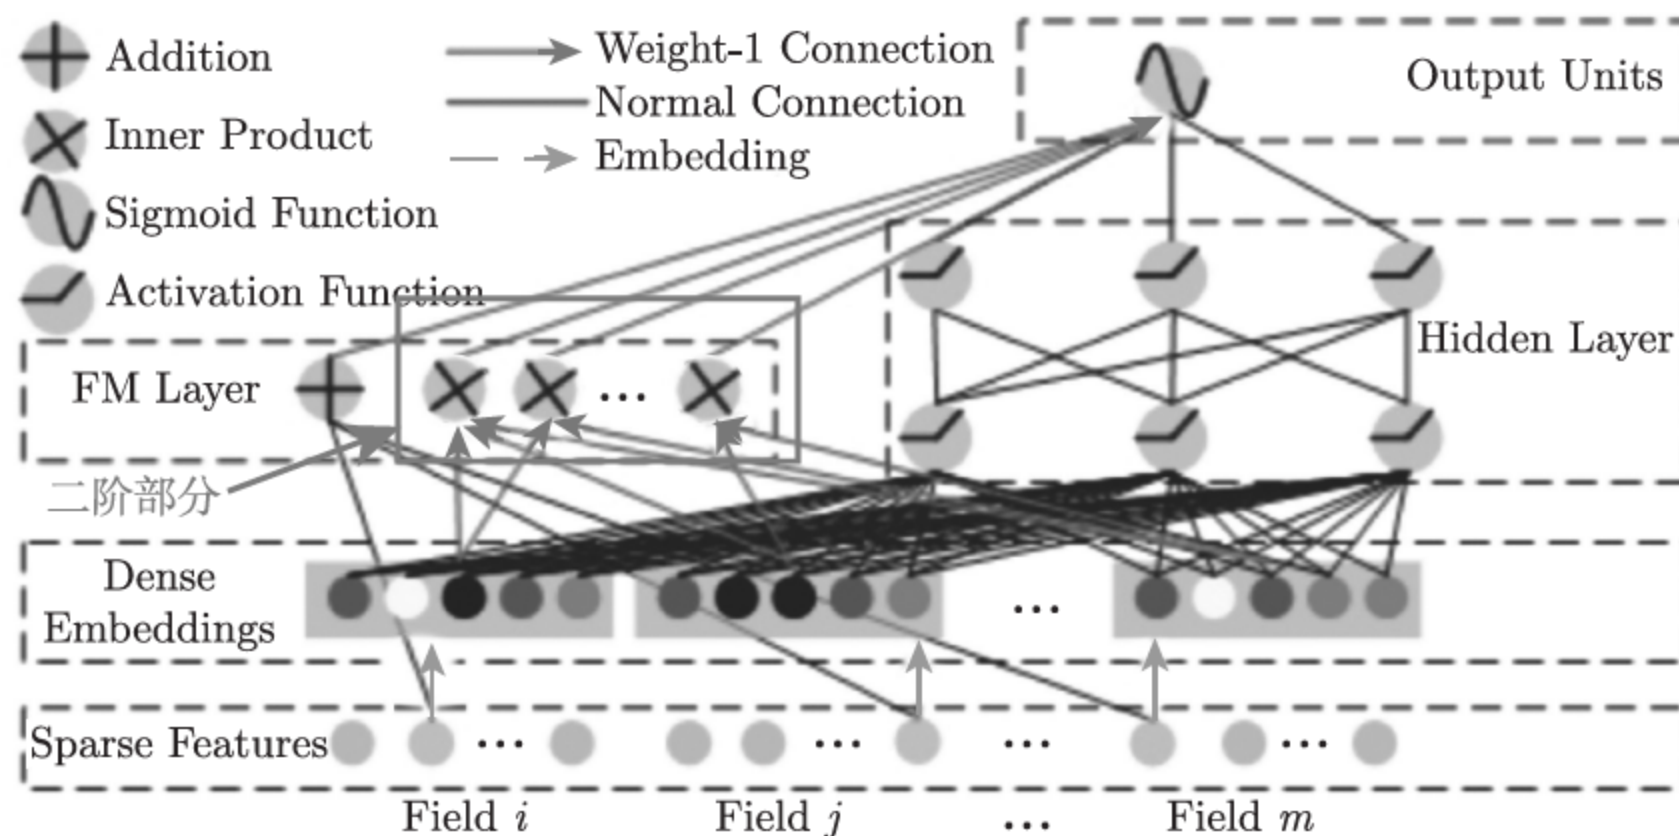 Addition
Inner Product
Sigmoid Function
Activation Function
Weight-1 Connection
Normal Connection
Embedding
Output Units
Hidden Layer
FM Layer
二阶部分
...
Dense
Embeddings
...
Sparse Features ... ... ... ...
Field i Field j ... Field m